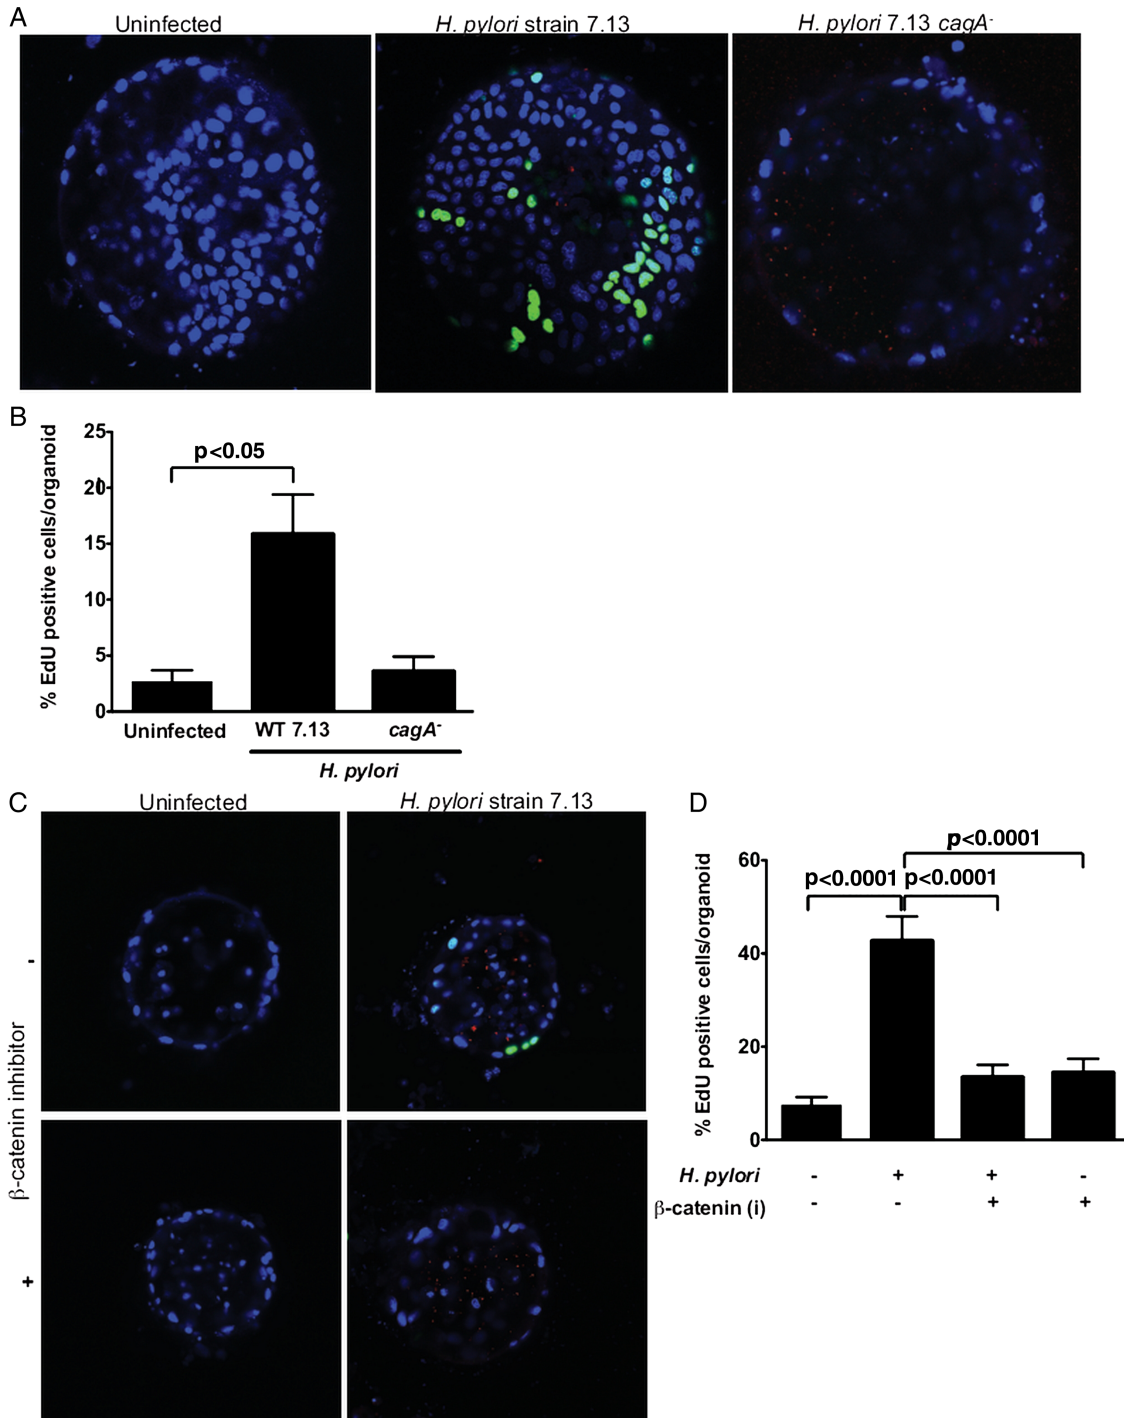 A
Uninfected
H. pylori strain 7.13
H. pylori 7.13 cagA-
B
% EdU positive cells/organoid
25
20
15
10
5
0
p<0.05
Uninfected
WT 7.13
cagA-
H. pylori
C
Uninfected
H. pylori strain 7.13
β-catenin inhibitor
-
+
D
% EdU positive cells/organoid
60
40
20
0
p<0.0001
p<0.0001 p<0.0001
H. pylori - + + -
β-catenin (i) - - + +